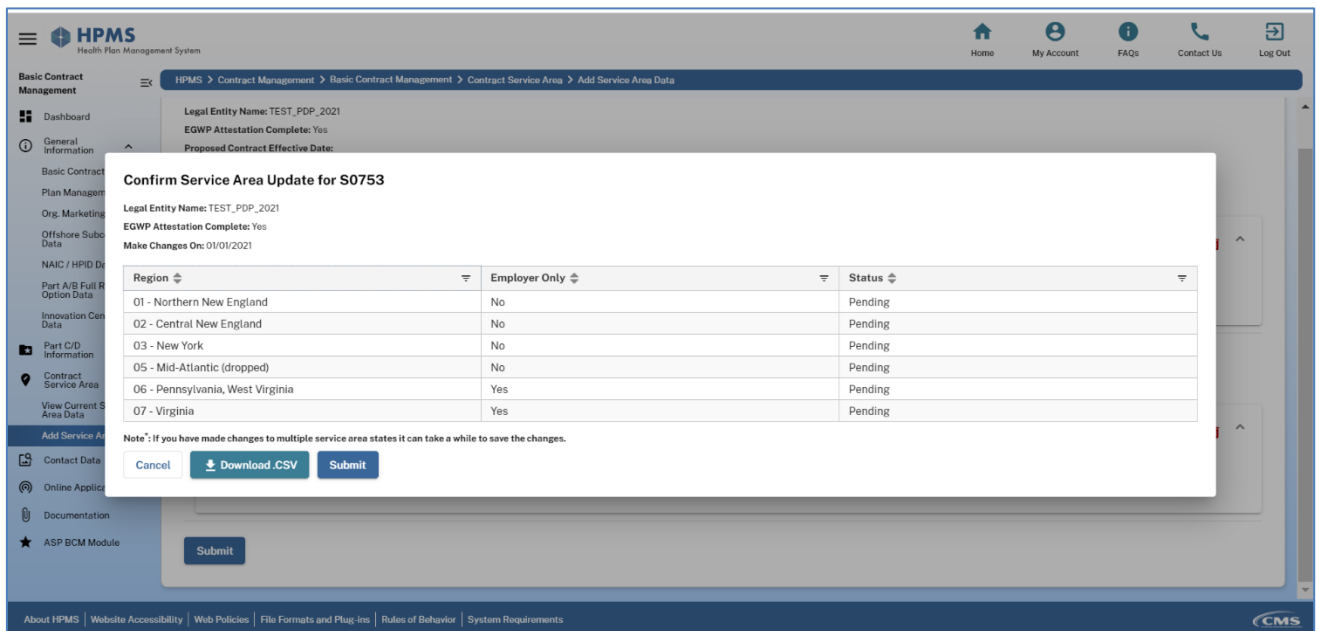 HPMS
Health Plan Management System
Home
My Account
FAQs
Contact Us
Log Out
Basic Contract
Management
HPMS > Contract Management > Basic Contract Management > Contract Service Area > Add Service Area Data
Dashboard
General
Information
Basic Contract
Plan Managem
Org. Marketing
Offshore Subc
Data
NAIC / HPID Da
Part A/B Full R
Option Data
Innovation Cen
Data
Part C/D
Information
Contract
Service Area
View Current S
Area Data
Add Service Ar
Contact Data
Online Applica
Documentation
ASP BCM Module
Legal Entity Name: TEST_PDP_2021
EGWP Attestation Complete: Yes
Proposed Contract Effective Date:
Confirm Service Area Update for S0753
Legal Entity Name: TEST_PDP_2021
EGWP Attestation Complete: Yes
Make Changes On: 01/01/2021
Region Employer Only Status
01 - Northern New England No Pending
02 - Central New England No Pending
03 - New York No Pending
05 - Mid-Atlantic (dropped) No Pending
06 - Pennsylvania, West Virginia Yes Pending
07 - Virginia Yes Pending
Note*: If you have made changes to multiple service area states it can take a while to save the changes.
Cancel Download .CSV Submit
Submit
About HPMS | Website Accessibility | Web Policies | File Formats and Plug-ins | Rules of Behavior | System Requirements
CMS